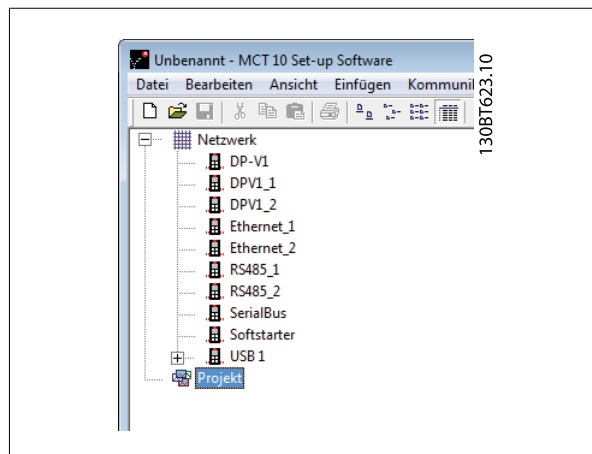 Unbenannt - MCT 10 Set-up Software
Datei Bearbeiten Ansicht Einfügen Kommuni
Netzwerk
DP-V1
DPV1_1
DPV1_2
Ethernet_1
Ethernet_2
RS485_1
RS485_2
SerialBus
Softstarter
USB 1
Projekt
130BT623.10